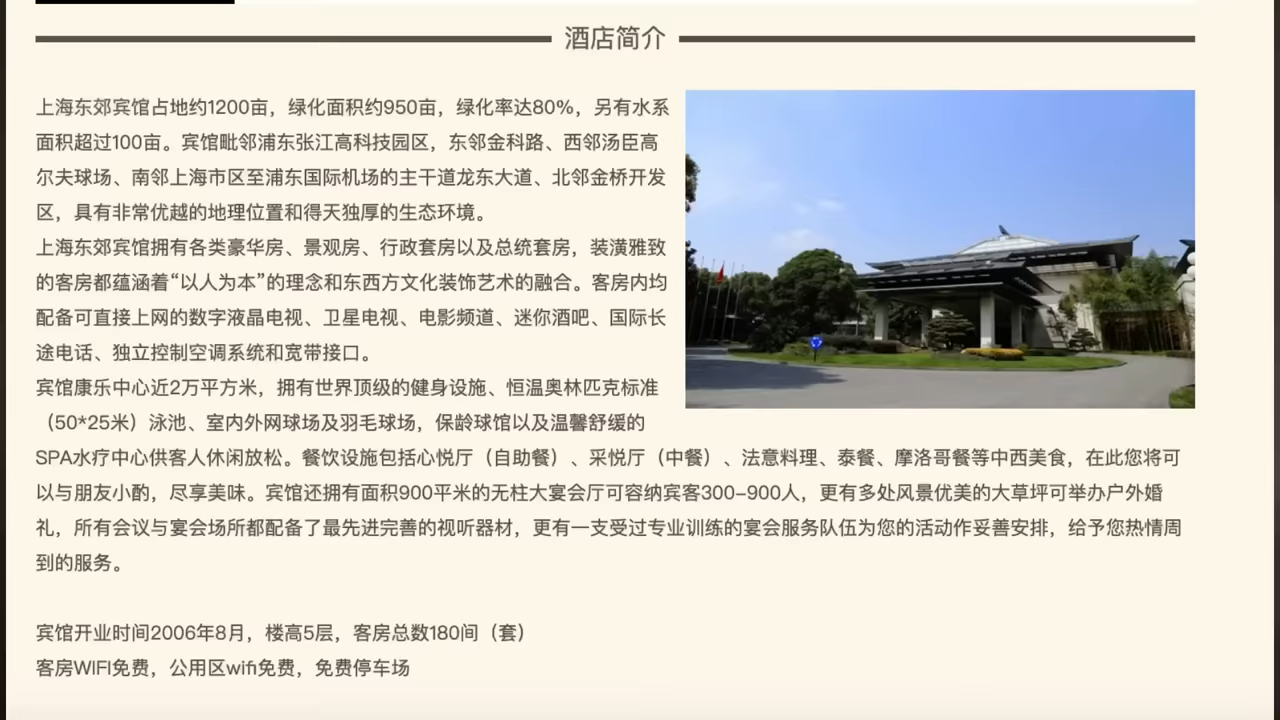 酒店简介
上海东郊宾馆占地约1200亩，绿化面积约950亩，绿化率达80%，另有水系
面积超过100亩。宾馆毗邻浦东张江高科技园区，东邻金科路、西邻汤臣高
尔夫球场、南邻上海市区至浦东国际机场的主干道龙东大道、北邻金桥开发
区，具有非常优越的地理位置和得天独厚的生态环境。
上海东郊宾馆拥有各类豪华房、景观房、行政套房以及总统套房，装潢雅致
的客房都蕴涵着“以人为本”的理念和东西方文化装饰艺术的融合。客房内均
配备可直接上网的数字液晶电视、卫星电视、电影频道、迷你酒吧、国际长
途电话、独立控制空调系统和宽带接口。
宾馆康乐中心近2万平方米，拥有世界顶级的健身设施、恒温奥林匹克标准
（50*25米）泳池、室内外网球场及羽毛球场，保龄球馆以及温馨舒缓的
SPA水疗中心供客人休闲放松。餐饮设施包括心悦厅（自助餐）、采悦厅（中餐）、法意料理、泰餐、摩洛哥餐等中西美食，在此您将可
以与朋友小酌，尽享美味。宾馆还拥有面积900平米的无柱大宴会厅可容纳宾客300-900人，更有多处风景优美的大草坪可举办户外婚
礼，所有会议与宴会场所都配备了最先进完善的视听器材，更有一支受过专业训练的宴会服务队伍为您的活动作妥善安排，给予您热情周
到的服务。
宾馆开业时间2006年8月，楼高5层，客房总数180间（套）
客房WIFI免费，公用区wifi免费，免费停车场